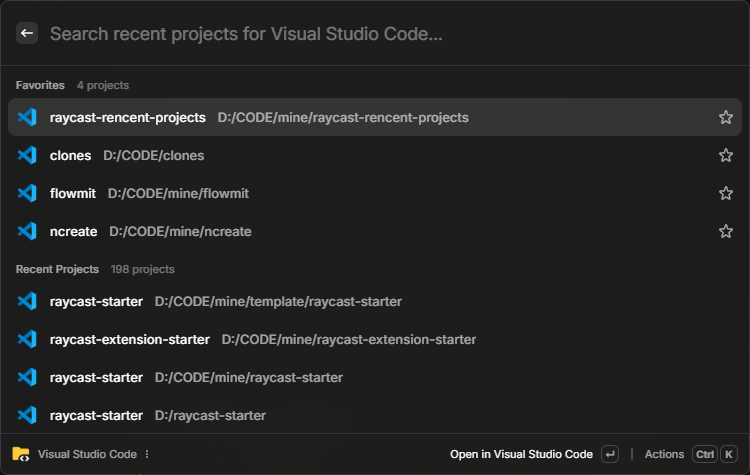 Search recent projects for Visual Studio Code...
Favorites 4 projects
raycast-rencent-projects D:/CODE/mine/raycast-rencent-projects
clones D:/CODE/clones
flowmit D:/CODE/mine/flowmit
ncreate D:/CODE/mine/ncreate
Recent Projects 198 projects
raycast-starter D:/CODE/mine/template/raycast-starter
raycast-extension-starter D:/CODE/mine/raycast-extension-starter
raycast-starter D:/CODE/mine/raycast-starter
raycast-starter D:/raycast-starter
Visual Studio Code Open in Visual Studio Code Actions Ctrl K